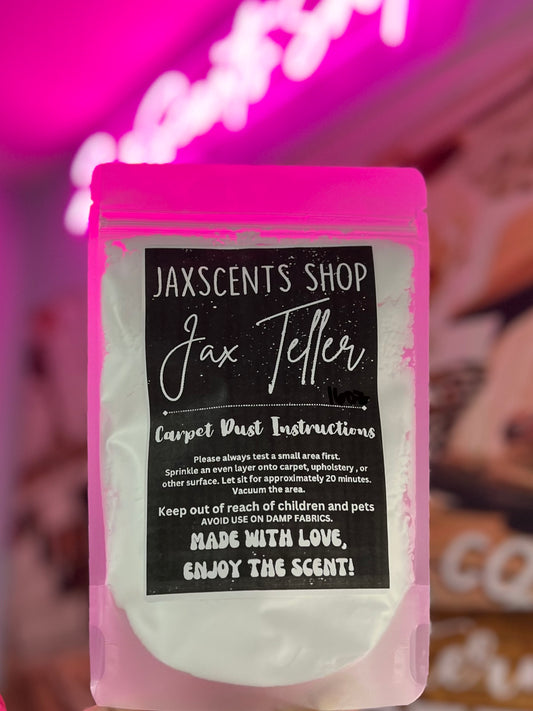 JAXSCENTS SHOP
Jax Teller
Carpet Dust Instructions
Please always test a small area first.
Sprinkle an even layer onto carpet, upholstery , or
other surface. Let sit for approximately 20 minutes.
Vacuum the area.
Keep out of reach of children and pets
AVOID USE ON DAMP FABRICS.
MADE WITH LOVE,
ENJOY THE SCENT!